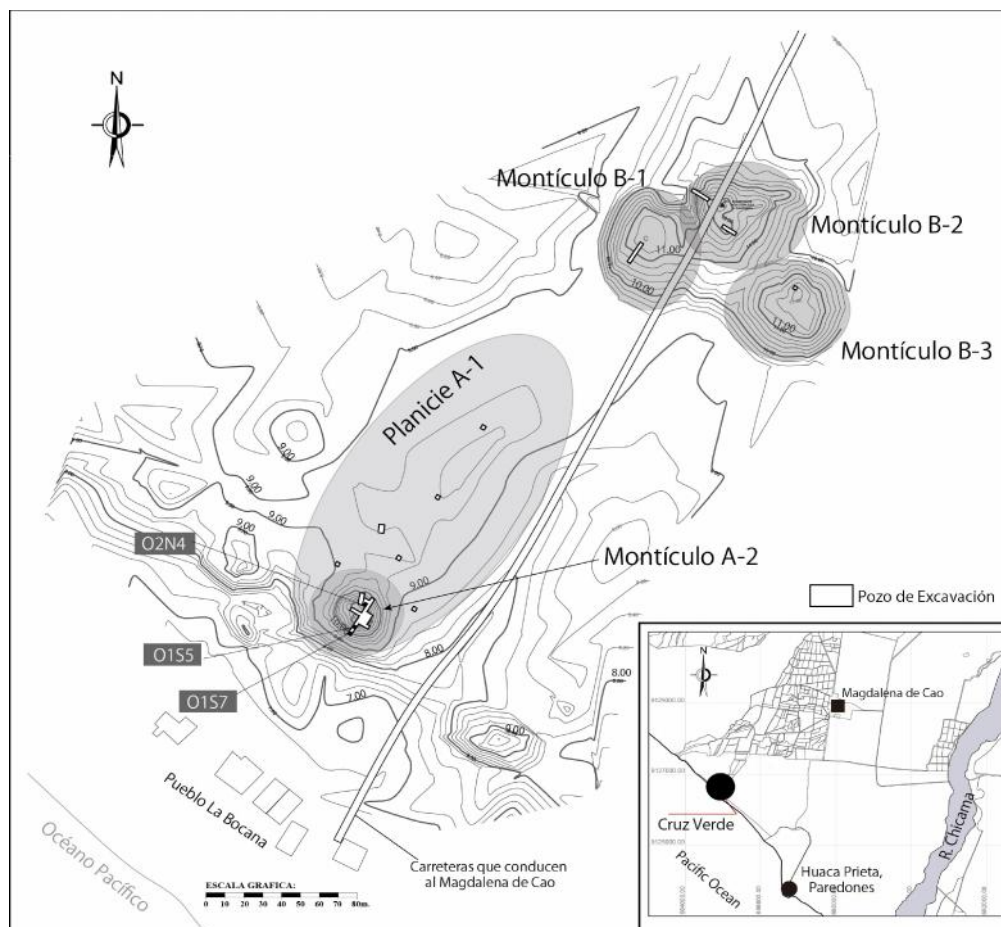 N
Montículo B-1
Montículo B-2
11.00
10.00
11.00
Montículo B-3
Planicie A-1
9.00
9.00
9.00
9.00
O2N4
Montículo A-2
9.00
Pozo de Excavación
O1S5
8.00
8.00
O1S7
7.00
9.00
Pueblo La Bocana
Océano Pacífico
Carreteras que conducen
al Magdalena de Cao
ESCALA GRAFICA:
0 10 20 30 40 50 60 70 80m.
N
Magdalena de Cao
Cruz Verde
R. Chicama
Pacific Ocean
Huaca Prieta,
Paredones